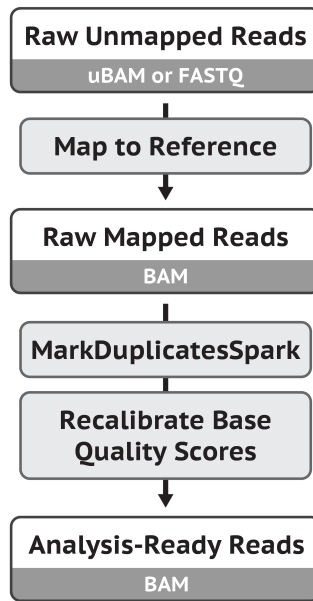 Raw Unmapped Reads
uBAM or FASTQ
Map to Reference
Raw Mapped Reads
BAM
MarkDuplicatesSpark
Recalibrate Base
Quality Scores
Analysis-Ready Reads
BAM